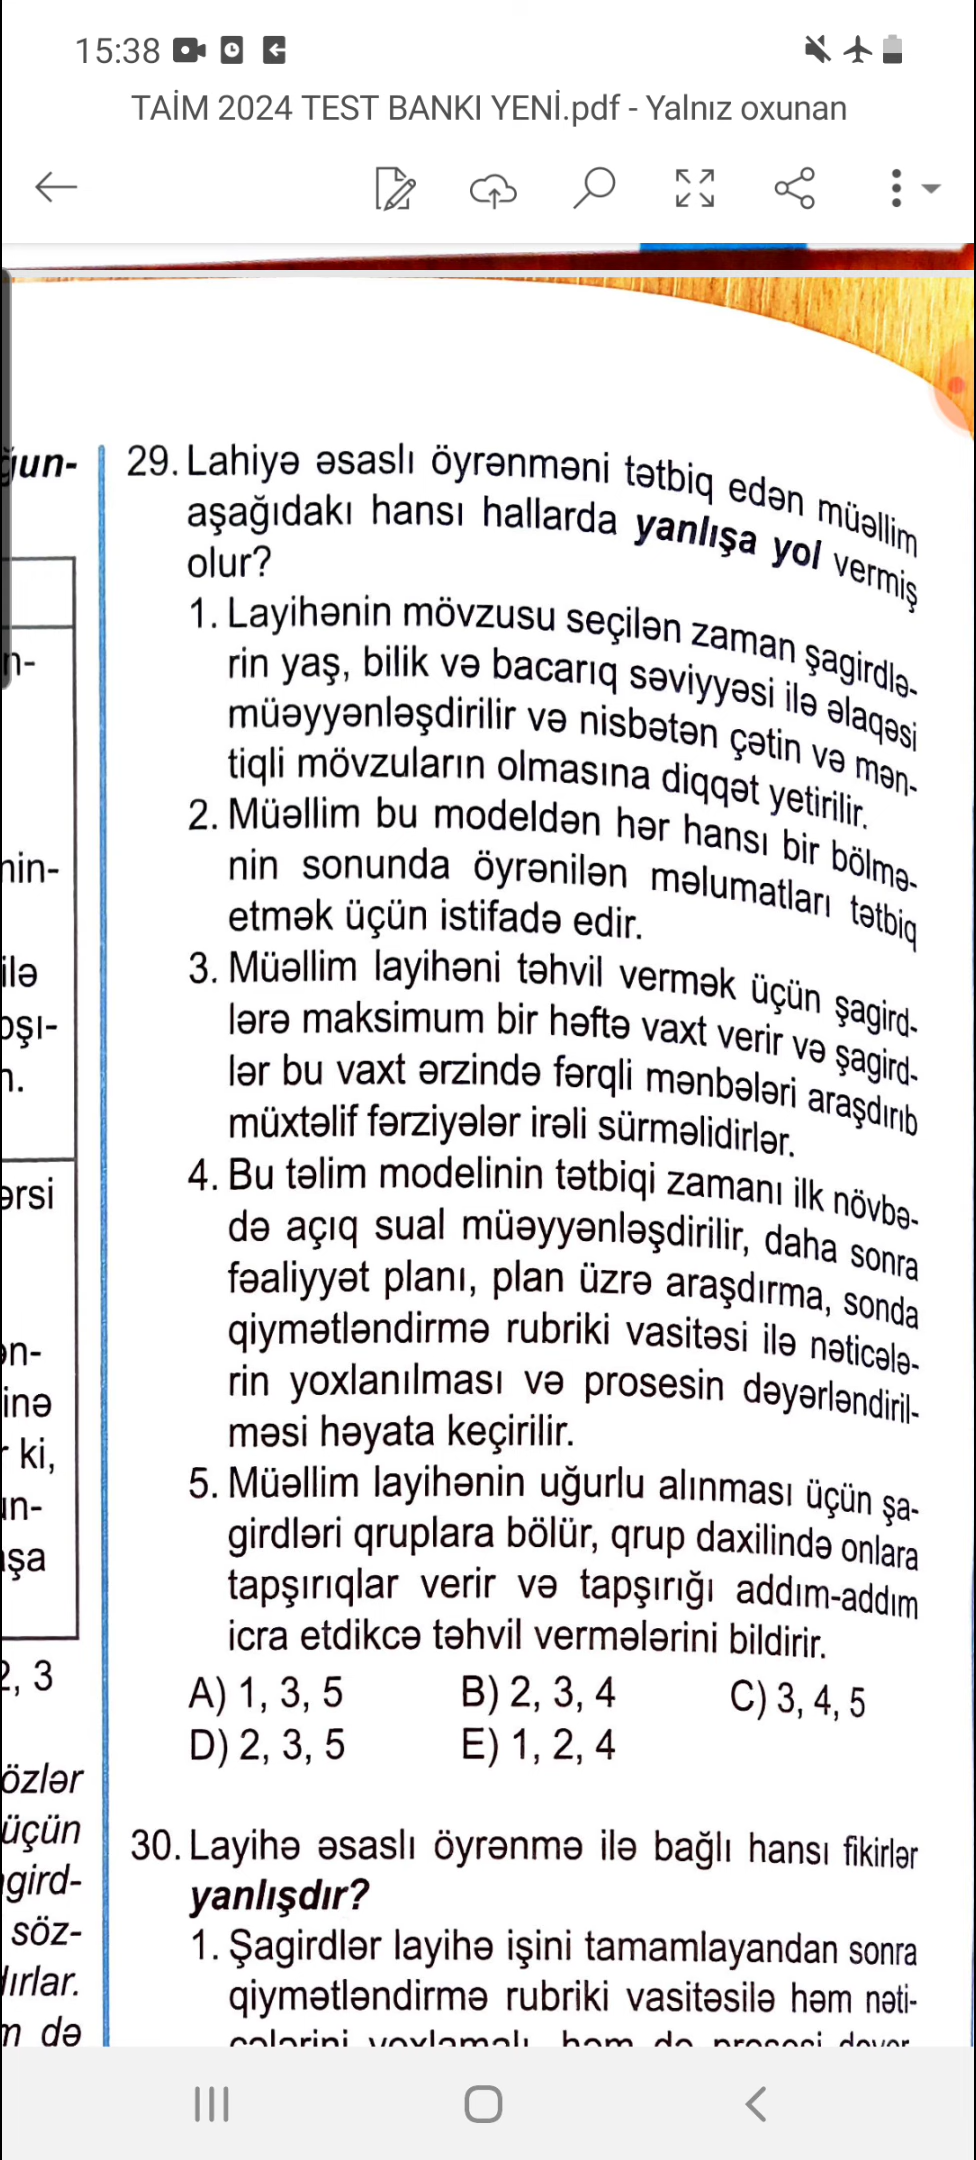 15:38
TAİM 2024 TEST BANKI YENİ.pdf - Yalnız oxunan
ğun-
n-
nin-
ilə
n.
ərsi
ən-
inə
ki,
ın-
şa
2, 3
özlər
üçün
gird-
söz-
lırlar.
m də
29. Lahiyə əsaslı öyrənməni tətbiq edən müəllim
aşağıdakı hansı hallarda yanlışa yol vermiş
olur?
1. Layihənin mövzusu seçilən zaman şagirdlə-
rin yaş, bilik və bacarıq səviyyəsi ilə əlaqəsi
müəyyənləşdirilir və nisbətən çətin və mən-
tiqli mövzuların olmasına diqqət yetirilir.
2. Müəllim bu modeldən hər hansı bir bölmə-
nin sonunda öyrənilən məlumatları tətbiq
etmək üçün istifadə edir.
3. Müəllim layihəni təhvil vermək üçün şagird-
lərə maksimum bir həftə vaxt verir və şagird-
lər bu vaxt ərzində fərqli mənbələri araşdırıb
müxtəlif fərziyələr irəli sürməlidirlər.
4. Bu təlim modelinin tətbiqi zamanı ilk növbə-
də açıq sual müəyyənləşdirilir, daha sonra
fəaliyyət planı, plan üzrə araşdırma, sonda
qiymətləndirmə rubriki vasitəsi ilə nəticələ-
rin yoxlanılması və prosesin dəyərləndiril-
məsi həyata keçirilir.
5. Müəllim layihənin uğurlu alınması üçün şa-
girdləri qruplara bölür, qrup daxilində onlara
tapşırıqlar verir və tapşırığı addım-addım
icra etdikcə təhvil vermələrini bildirir.
A) 1, 3, 5 B) 2, 3, 4 C) 3, 4, 5
D) 2, 3, 5 E) 1, 2, 4
30. Layihə əsaslı öyrənmə ilə bağlı hansı fikirlər
yanlışdır?
1. Şagirdlər layihə işini tamamlayandan sonra
qiymətləndirmə rubriki vasitəsilə həm nəti-
cələrini yoxlamalı, həm də prosesi dəyər-